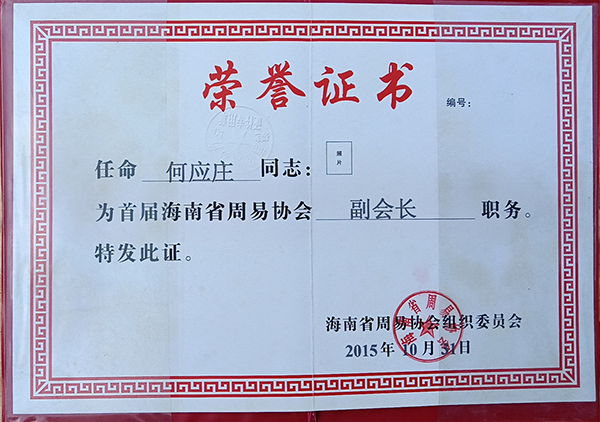 荣誉证书
编号：
照片
任命 何应庄 同志：
为首届海南省周易协会 副会长 职务。
特发此证。
海南省周易协会组织委员会
2015年 10月 31日